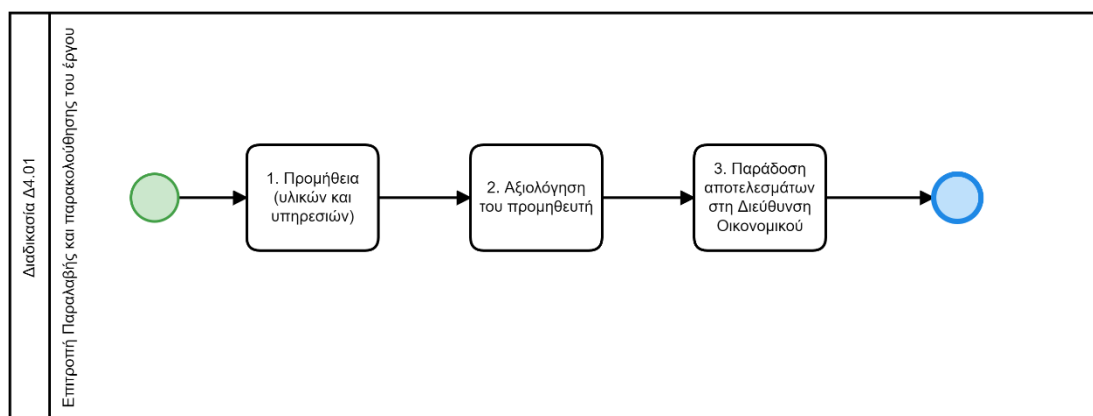 Διαδικασία Δ4.01
Επιτροπή Παραλαβής και παρακολούθησης του έργου
1. Προμήθεια
(υλικών και
υπηρεσιών)
2. Αξιολόγηση
του προμηθευτή
3. Παράδοση
αποτελεσμάτων
στη Διεύθυνση
Οικονομικού